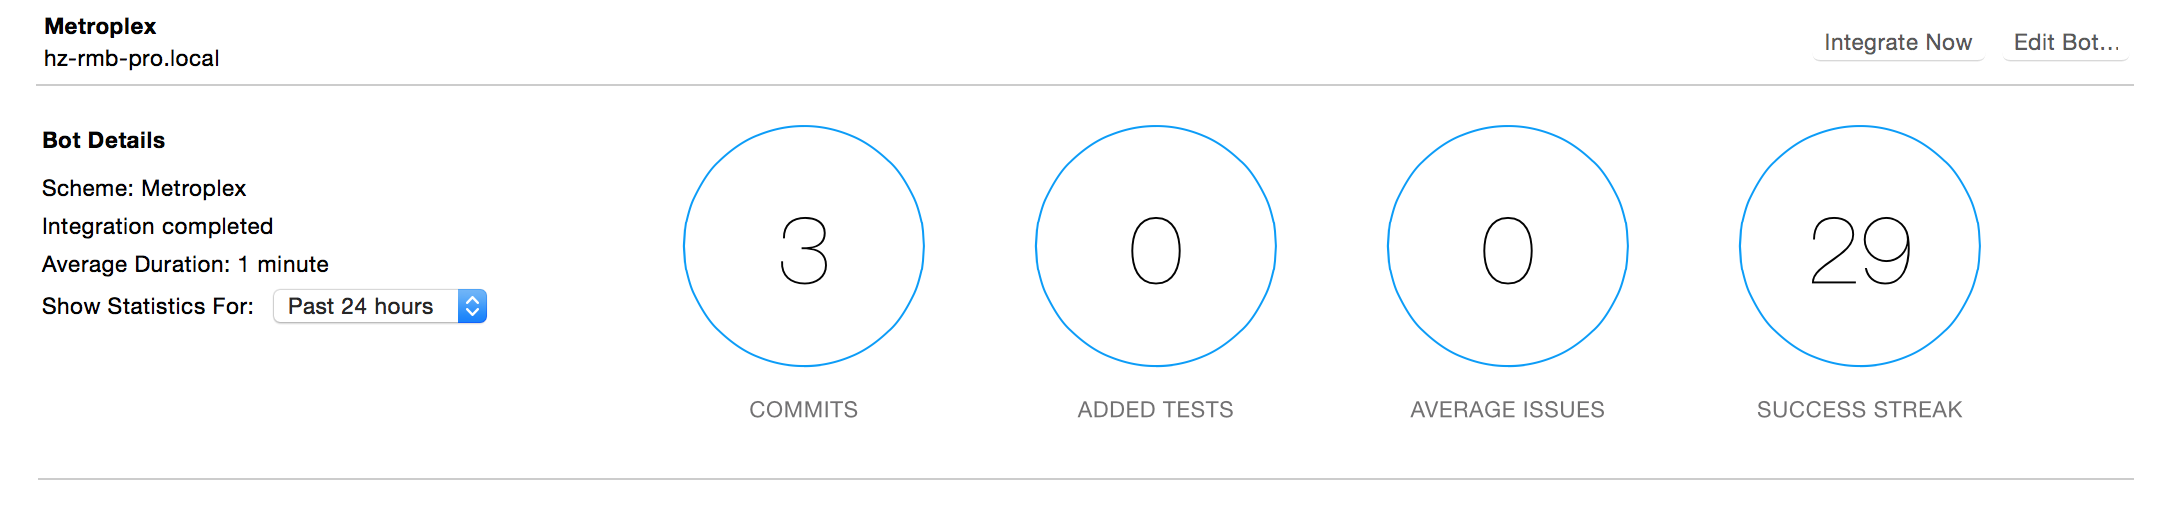 Metroplex
hz-rmb-pro.local
Integrate Now
Edit Bot...
Bot Details
Scheme: Metroplex
Integration completed
Average Duration: 1 minute
Show Statistics For: Past 24 hours
3
0
0
29
COMMITS
ADDED TESTS
AVERAGE ISSUES
SUCCESS STREAK